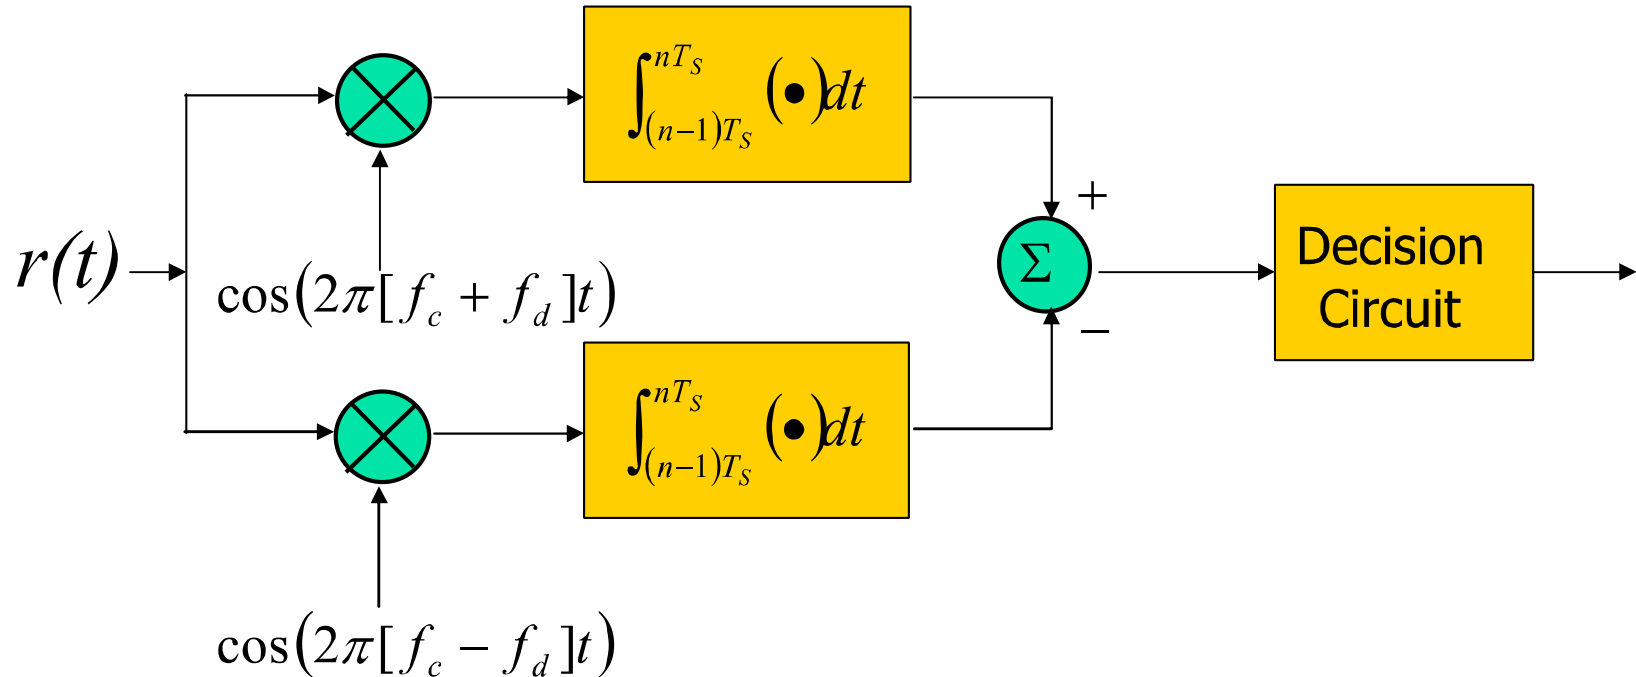 ∫_{(n−1)T_S}^{nT_S} (•)dt
+
r(t)
cos(2π[f_c + f_d]t)
Σ
Decision
Circuit
−
∫_{(n−1)T_S}^{nT_S} (•)dt
cos(2π[f_c − f_d]t)